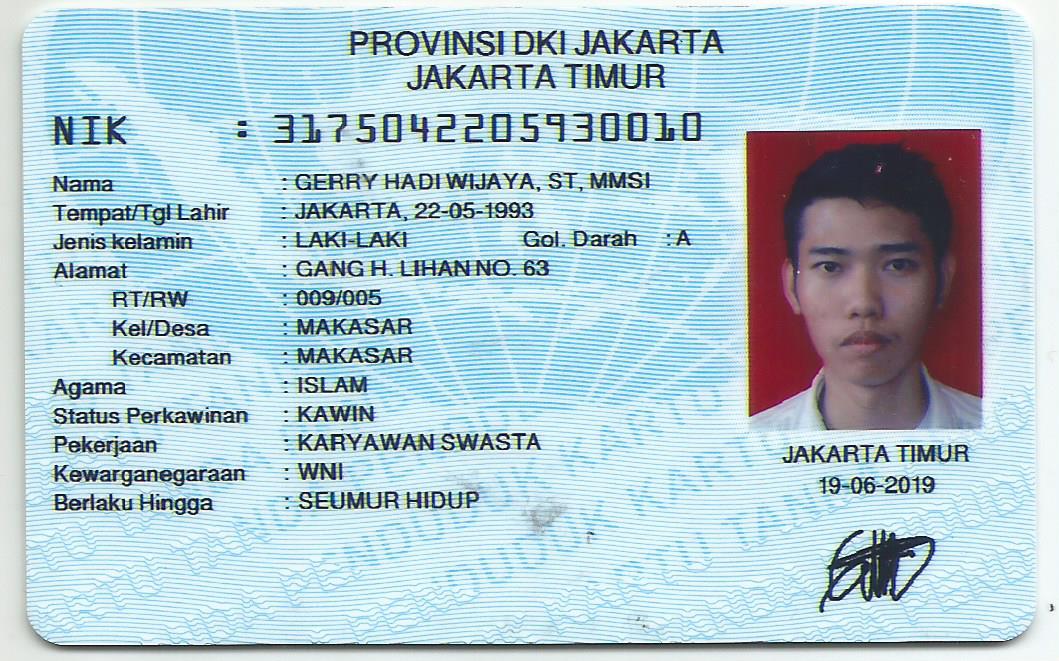 PROVINSI DKI JAKARTA
JAKARTA TIMUR
NIK : 3175042205930010
Nama : GERRY HADI WIJAYA, ST, MMSI
Tempat/Tgl Lahir : JAKARTA, 22-05-1993
Jenis kelamin : LAKI-LAKI Gol. Darah : A
Alamat : GANG H. LIHAN NO. 63
RT/RW : 009/005
Kel/Desa : MAKASAR
Kecamatan : MAKASAR
Agama : ISLAM
Status Perkawinan : KAWIN
Pekerjaan : KARYAWAN SWASTA
Kewarganegaraan : WNI
Berlaku Hingga : SEUMUR HIDUP
JAKARTA TIMUR
19-06-2019